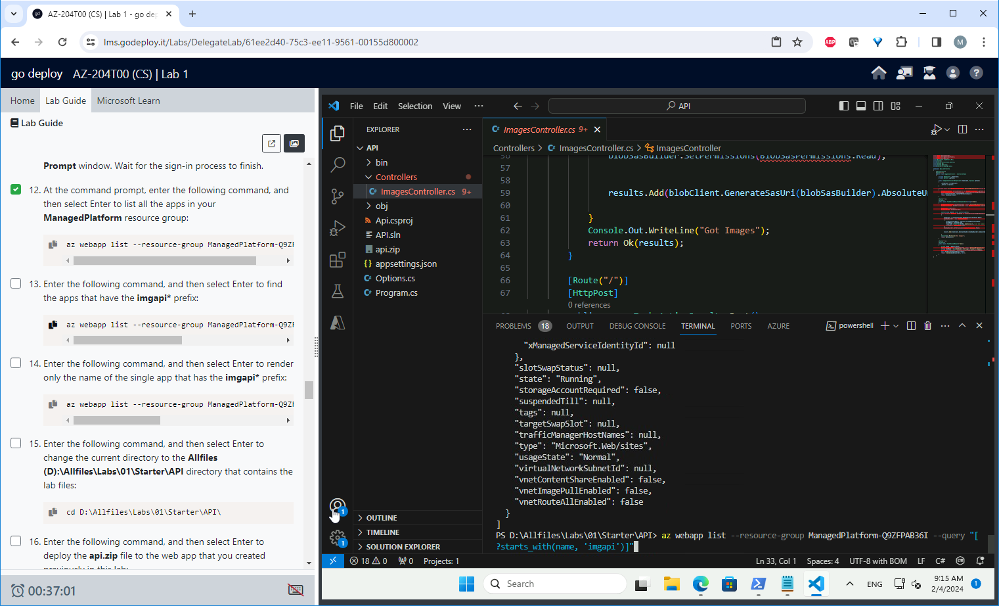 AZ-204T00 (CS) | Lab 1 - go de
lms.godeploy.it/Labs/DelegateLab/61ee2d40-75c3-ee11-9561-00155d800002
ABP
M
go deploy AZ-204T00 (CS) | Lab 1
Home Lab Guide Microsoft Learn
Lab Guide
Prompt window. Wait for the sign-in process to finish.
12. At the command prompt, enter the following command, and
then select Enter to list all the apps in your
ManagedPlatform resource group:
az webapp list --resource-group ManagedPlatform-Q9Z
13. Enter the following command, and then select Enter to find
the apps that have the imgapi* prefix:
az webapp list --resource-group ManagedPlatform-Q9Z
14. Enter the following command, and then select Enter to render
only the name of the single app that has the imgapi* prefix:
az webapp list --resource-group ManagedPlatform-Q9Z
15. Enter the following command, and then select Enter to
change the current directory to the Allfiles
(D):\Allfiles\Labs\01\Starter\API directory that contains the
lab files:
cd D:\Allfiles\Labs\01\Starter\API\
16. Enter the following command, and then select Enter to
deploy the api.zip file to the web app that you created
previously in this lab:
00:37:01
File Edit Selection View ··· API
EXPLORER
API
bin
Controllers
ImagesController.cs 9+
obj
Api.csproj
API.sln
api.zip
appsettings.json
Options.cs
Program.cs
OUTLINE
TIMELINE
SOLUTION EXPLORER
1
1
ImagesController.cs 9+
Controllers > ImagesController.cs > ImagesController
56 blobSasBuilder.SetPermissions(BlobSasPermissions.Read);
57
58
59 results.Add(blobClient.GenerateSasUri(blobSasBuilder).AbsoluteU
60
61 }
62 Console.Out.WriteLine("Got Images");
63 return Ok(results);
64 }
65
66 [Route("/")]
67 [HttpPost]
0 references
PROBLEMS 18 OUTPUT DEBUG CONSOLE TERMINAL PORTS AZURE powershell
"xManagedServiceIdentityId": null
},
"slotSwapStatus": null,
"state": "Running",
"storageAccountRequired": false,
"suspendedTill": null,
"tags": null,
"targetSwapSlot": null,
"trafficManagerHostNames": null,
"type": "Microsoft.Web/sites",
"usageState": "Normal",
"virtualNetworkSubnetId": null,
"vnetContentShareEnabled": false,
"vnetImagePullEnabled": false,
"vnetRouteAllEnabled": false
}
]
PS D:\Allfiles\Labs\01\Starter\API> az webapp list --resource-group ManagedPlatform-Q9ZFPAB36I --query "[
?starts_with(name, 'imgapi')]"
18 0 0 Projects: 1 Ln 33, Col 1 Spaces: 4 UTF-8 with BOM LF C#
Search ENG 9:15 AM
2/4/2024 1